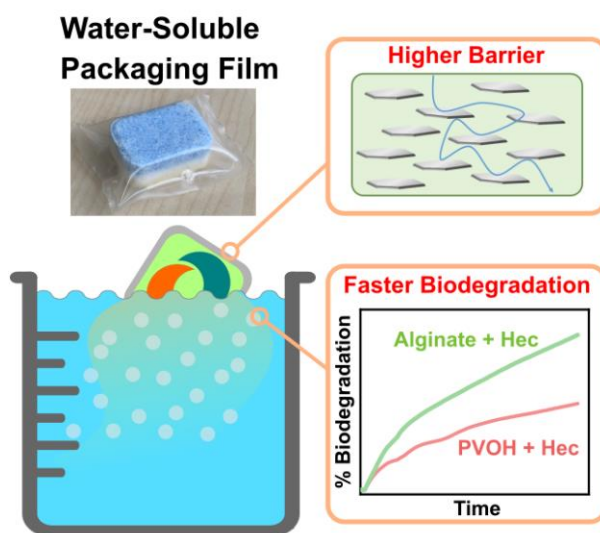 Water-Soluble
Packaging Film
Higher Barrier
Faster Biodegradation
% Biodegradation
Alginate + Hec
PVOH + Hec
Time